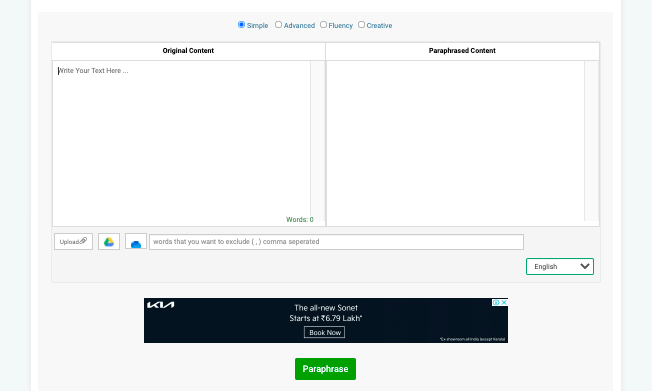 Simple Advanced Fluency Creative
Original Content Paraphrased Content
Write Your Text Here ...
Words: 0
Upload words that you want to exclude ( , ) comma seperated
English
KIA
The all-new Sonet
Starts at ₹6.79 Lakh*
Book Now
*Ex-showroom all India (except Kerala)
Paraphrase